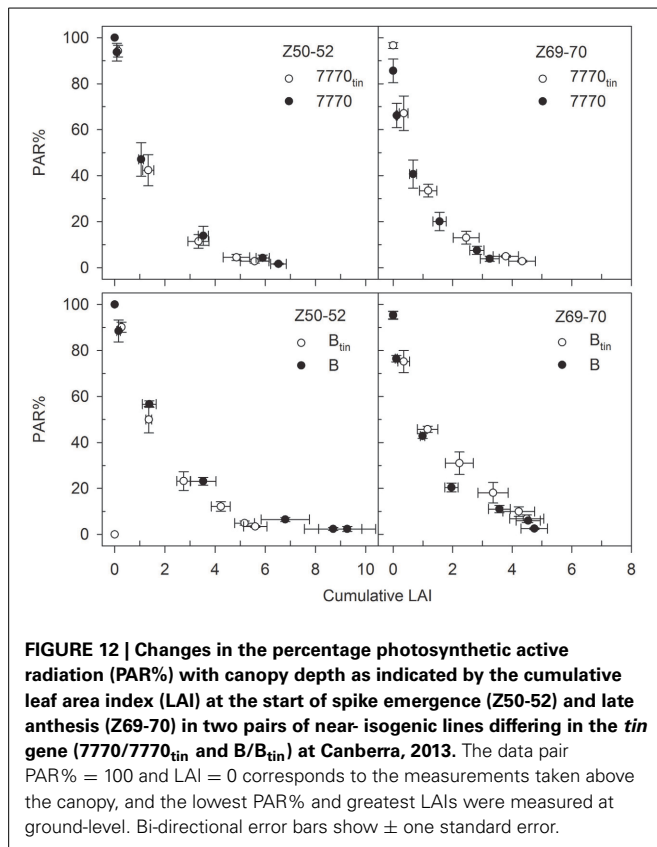 100
80
60
40
20
0
PAR%
Z50-52
7770tin
7770
Z69-70
7770tin
7770
100
80
60
40
20
0
PAR%
Z50-52
Btin
B
Z69-70
Btin
B
0 2 4 6 8 10
0 2 4 6 8
Cumulative LAI
FIGURE 12 | Changes in the percentage photosynthetic active
radiation (PAR%) with canopy depth as indicated by the cumulative
leaf area index (LAI) at the start of spike emergence (Z50-52) and late
anthesis (Z69-70) in two pairs of near- isogenic lines differing in the tin
gene (7770/7770tin and B/Btin) at Canberra, 2013. The data pair
PAR% = 100 and LAI = 0 corresponds to the measurements taken above
the canopy, and the lowest PAR% and greatest LAIs were measured at
ground-level. Bi-directional error bars show ± one standard error.